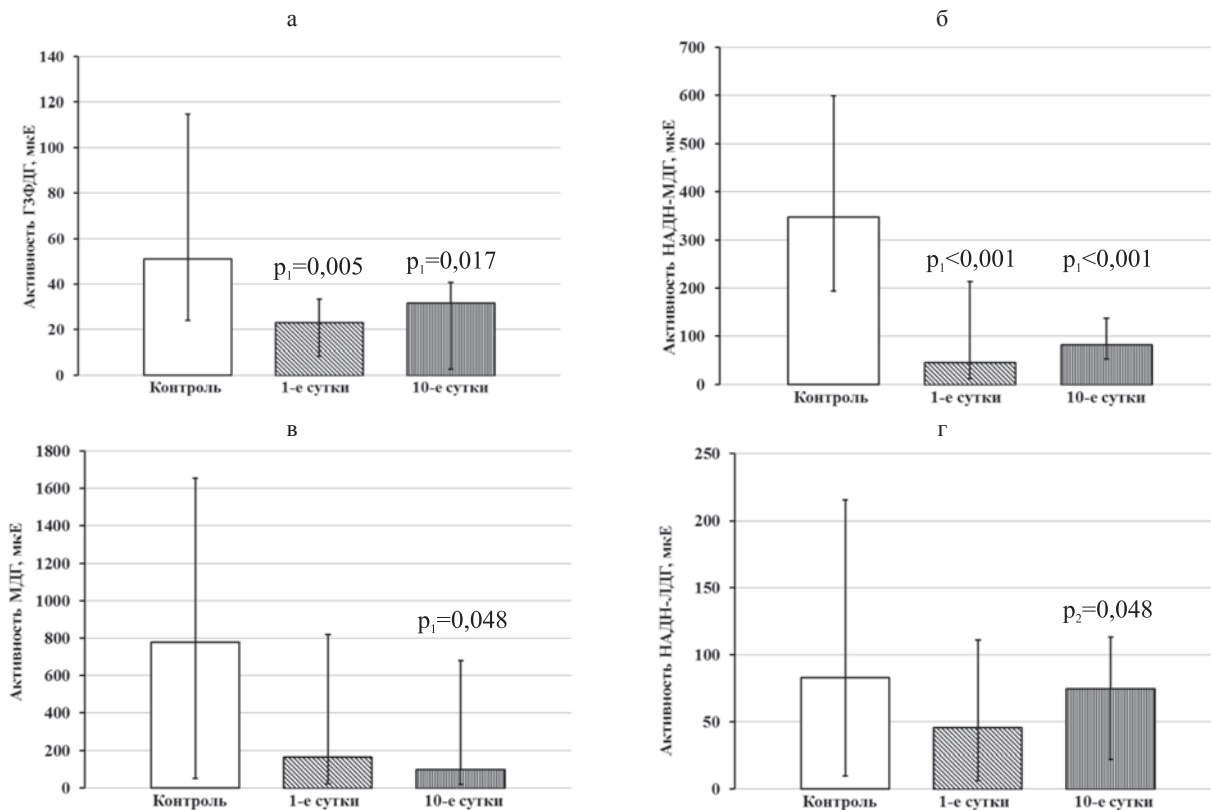 а
Активность Г3ФДГ, мкЕ
140
120
100
80
60
40
20
0
p₁=0,005
p₁=0,017
Контроль 1-е сутки 10-е сутки
б
Активность НАДН-МДГ, мкЕ
700
600
500
400
300
200
100
0
p₁<0,001 p₁<0,001
Контроль 1-е сутки 10-е сутки
в
Активность МДГ, мкЕ
1800
1600
1400
1200
1000
800
600
400
200
0
p₁=0,048
Контроль 1-е сутки 10-е сутки
г
Активность НАДН-ЛДГ, мкЕ
250
200
150
100
50
0
p₂=0,048
Контроль 1-е сутки 10-е сутки